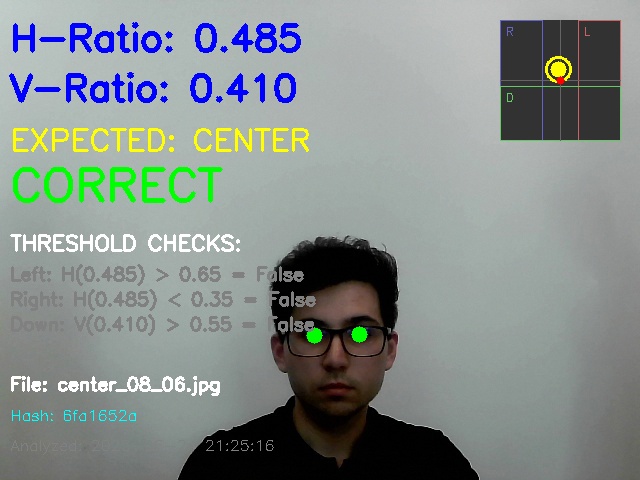 H-Ratio: 0.485
V-Ratio: 0.410
EXPECTED: CENTER
CORRECT
THRESHOLD CHECKS:
Left: H(0.485) > 0.65 = False
Right: H(0.485) < 0.35 = False
Down: V(0.410) > 0.55 = False
File: center_08_06.jpg
Hash: 6fa1652a
Analyzed: 21:25:16
R
L
D